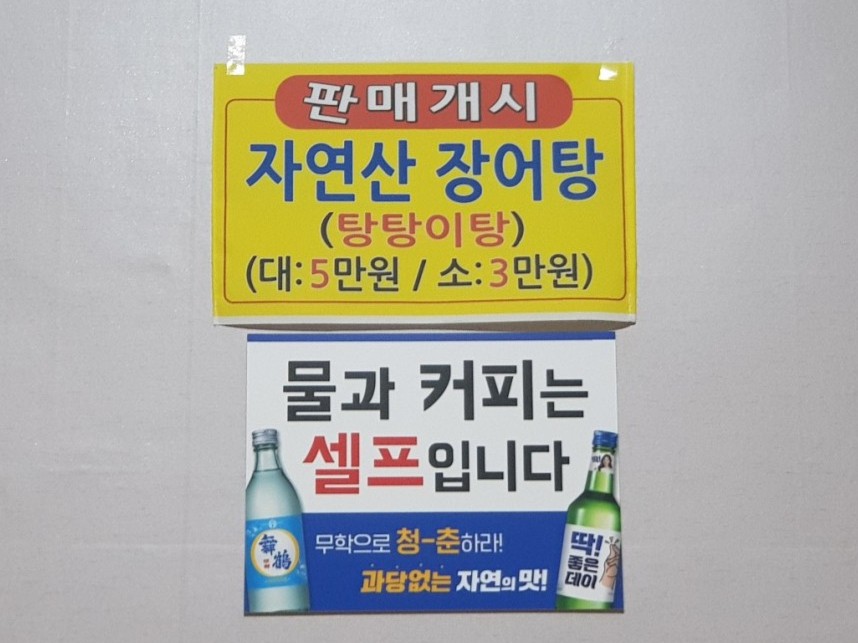 판매개시
자연산 장어탕
(탕탕이탕)
(대:5만원 / 소:3만원)
물과 커피는
셀프입니다
무학으로 청-춘하라!
과당없는 자연의 맛!
舞鶴
딱!
좋은
데이